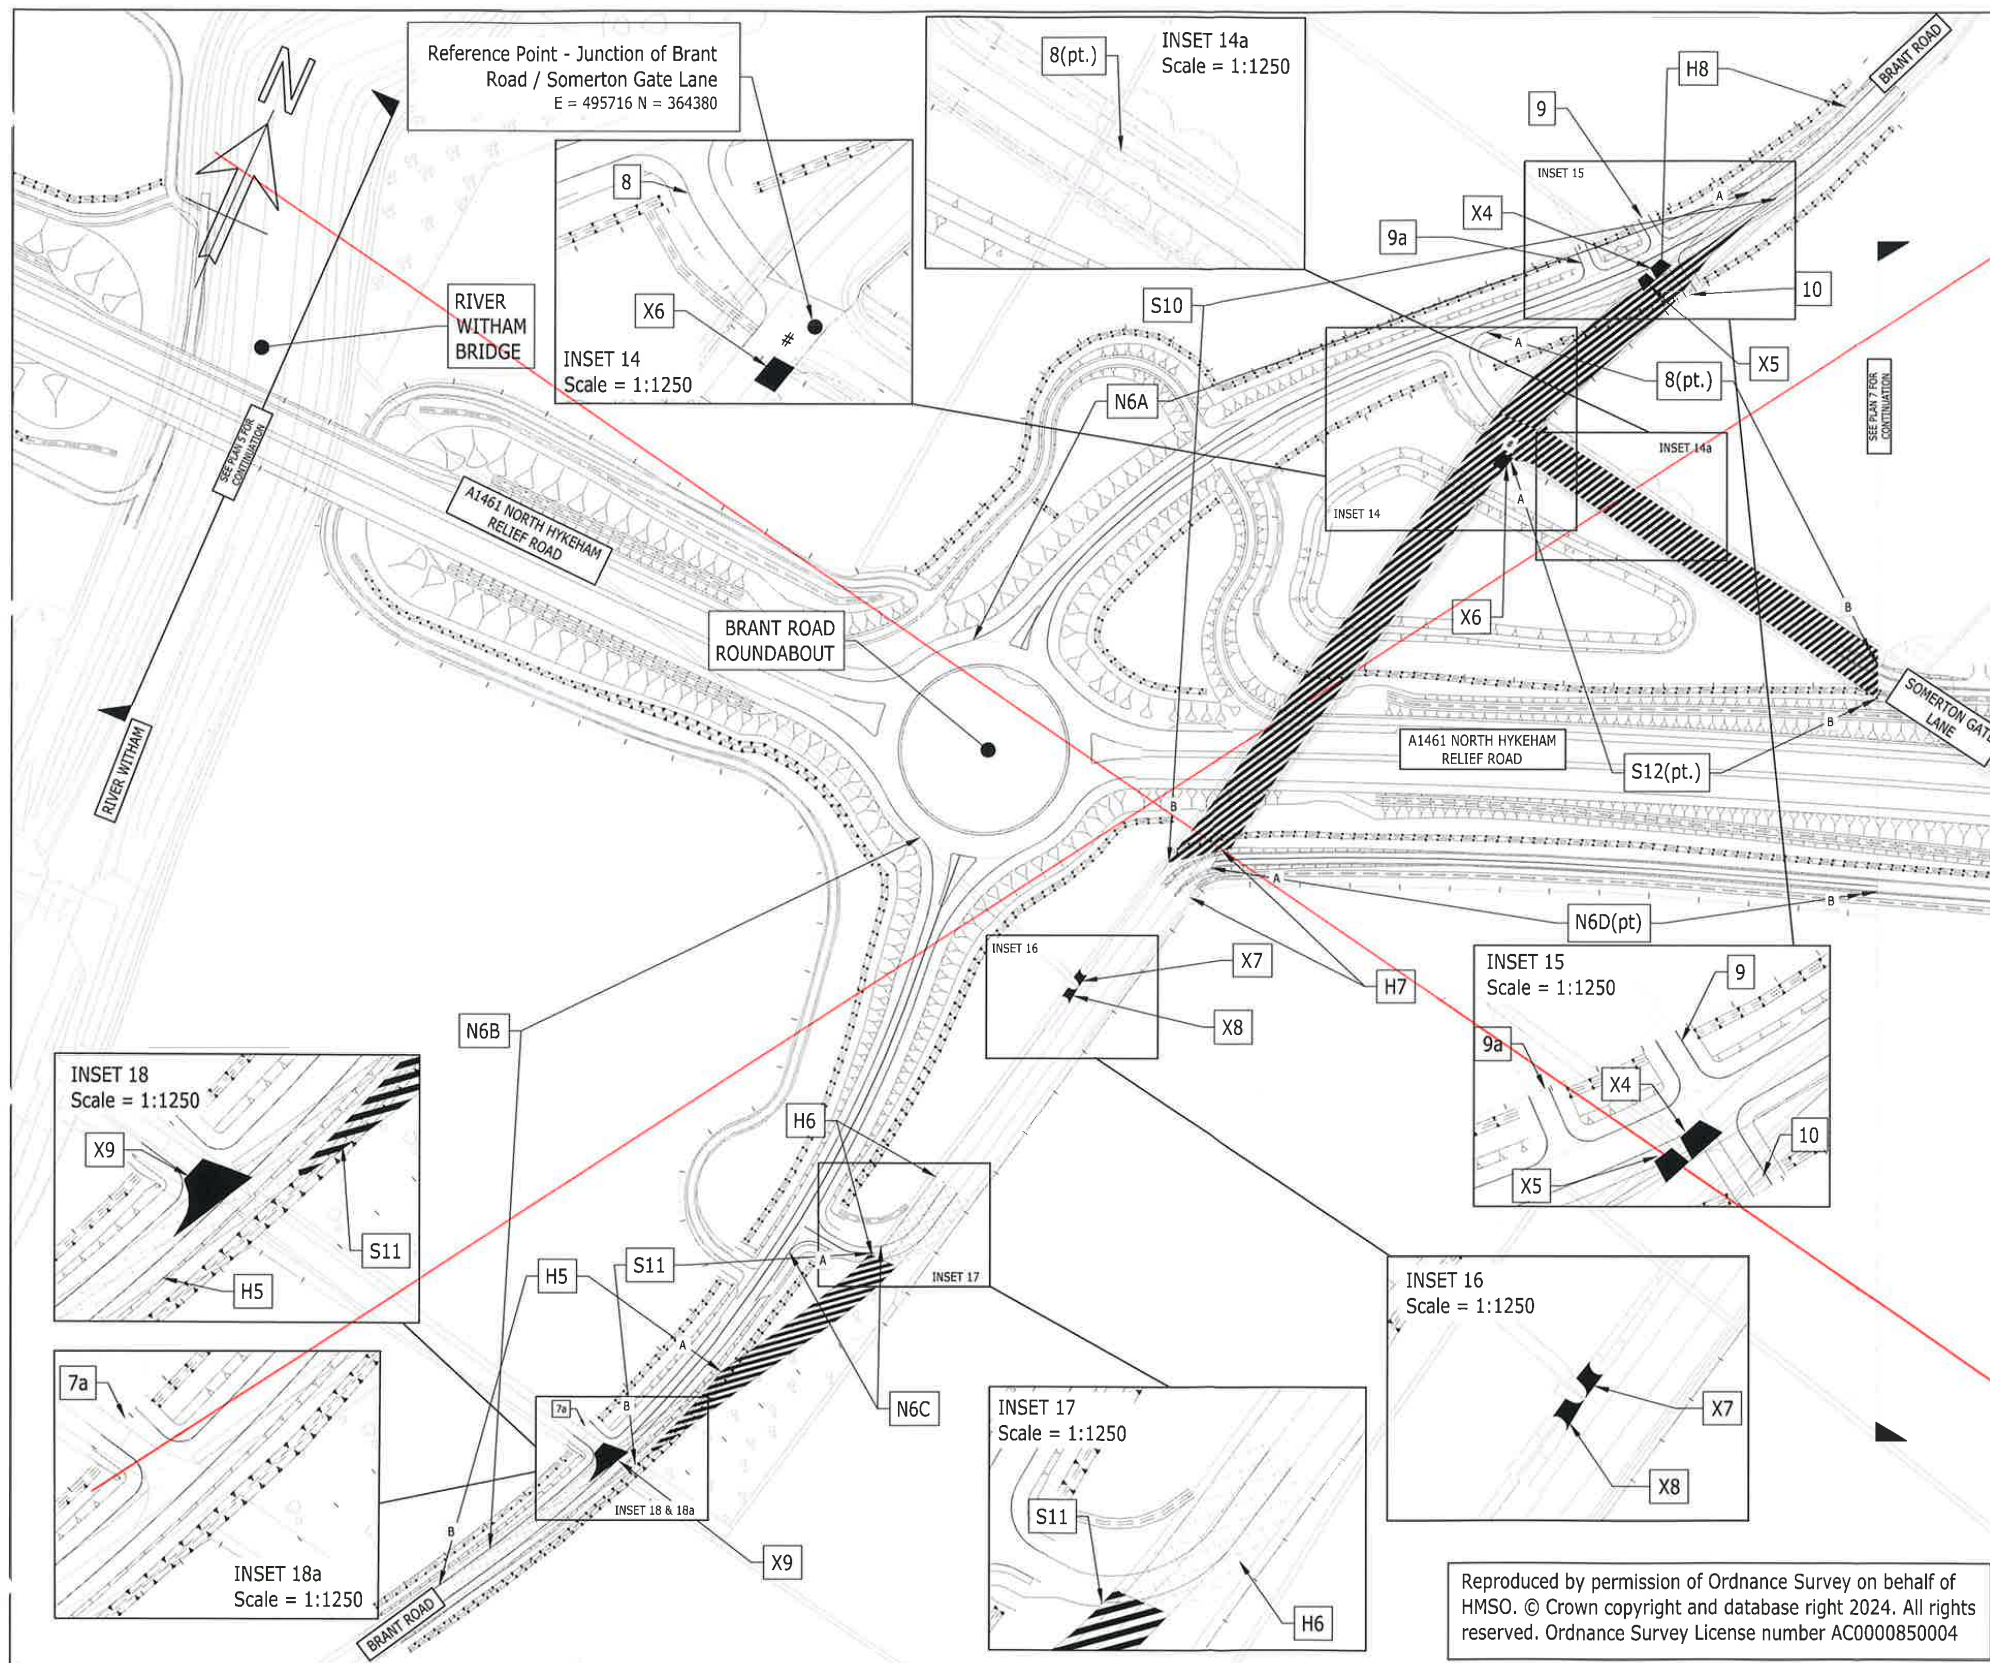 N
Reference Point - Junction of Brant
Road / Somerton Gate Lane
E = 495716 N = 364380
8
X6
#
INSET 14
Scale = 1:1250
8(pt.)
INSET 14a
Scale = 1:1250
H8
BRANT ROAD
9
INSET 15
A
X4
9a
10
S10
X5
A
8(pt.)
RIVER
WITHAM
BRIDGE
N6A
SEE PLAN 7 FOR
CONTINUATION
SEE PLAN 5 FOR
CONTINUATION
INSET 14a
#
A
INSET 14
A1461 NORTH HYKEHAM
RELIEF ROAD
X6
B
BRANT ROAD
ROUNDABOUT
SOMERTON GATE
LANE
B
A1461 NORTH HYKEHAM
RELIEF ROAD
S12(pt.)
RIVER WITHAM
B
A
B
N6D(pt)
INSET 16
X7
X8
H7
INSET 15
Scale = 1:1250
9
9a
X4
10
X5
N6B
INSET 18
Scale = 1:1250
X9
S11
H5
H6
A
INSET 17
S11
H5
A
INSET 16
Scale = 1:1250
X7
X8
7a
INSET 18a
Scale = 1:1250
7a
B
INSET 18 & 18a
N6C
B
X9
BRANT ROAD
INSET 17
Scale = 1:1250
S11
H6
Reproduced by permission of Ordnance Survey on behalf of
HMSO. © Crown copyright and database right 2024. All rights
reserved. Ordnance Survey License number AC0000850004